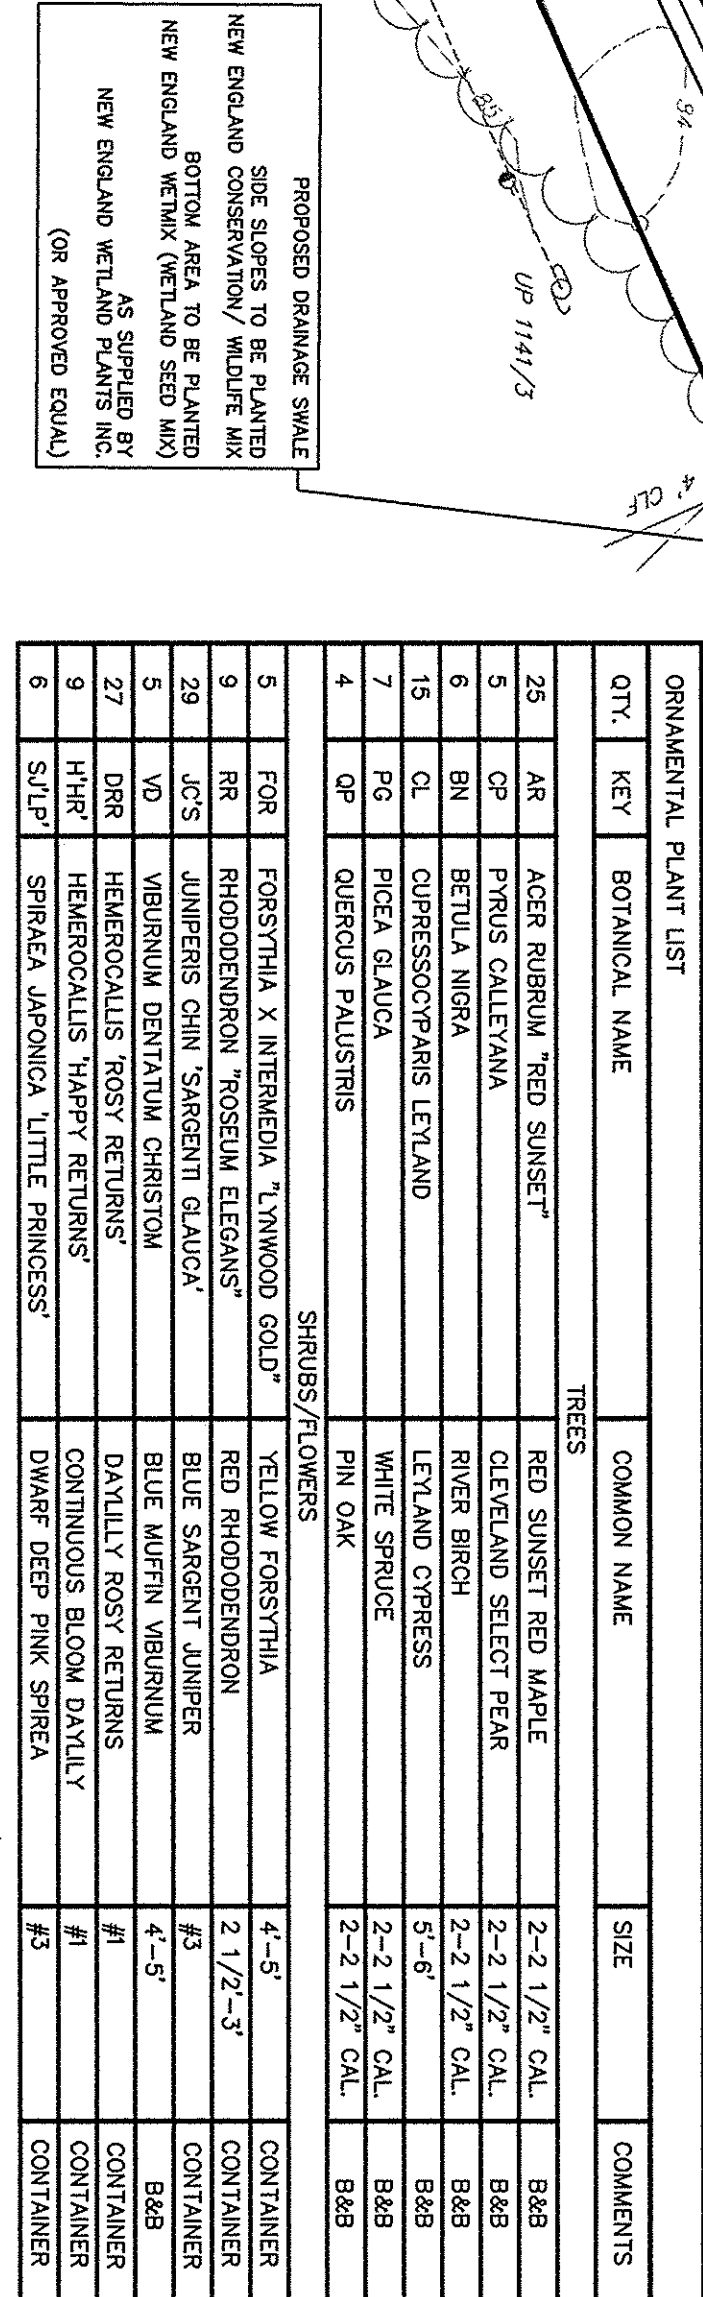 94
85'
UP 1141/3
4' CLF
PROPOSED DRAINAGE SWALE
SIDE SLOPES TO BE PLANTED
NEW ENGLAND CONSERVATION/ WILDLIFE MIX
BOTTOM AREA TO BE PLANTED
NEW ENGLAND WETMIX (WETLAND SEED MIX)
AS SUPPLIED BY
NEW ENGLAND WETLAND PLANTS INC.
(OR APPROVED EQUAL)
ORNAMENTAL PLANT LIST
QTY. KEY BOTANICAL NAME COMMON NAME SIZE COMMENTS
TREES
25 AR ACER RUBRUM "RED SUNSET" RED SUNSET RED MAPLE 2-2 1/2" CAL. B&B
5 CP PYRUS CALLEYANA CLEVELAND SELECT PEAR 2-2 1/2" CAL. B&B
6 BN BETULA NIGRA RIVER BIRCH 2-2 1/2" CAL. B&B
15 CL CUPRESSOCYPARIS LEYLAND LEYLAND CYPRESS 5'-6' B&B
7 PG PICEA GLAUCA WHITE SPRUCE 2-2 1/2" CAL. B&B
4 QP QUERCUS PALUSTRIS PIN OAK 2-2 1/2" CAL. B&B
SHRUBS/FLOWERS
5 FOR FORSYTHIA X INTERMEDIA "LYNWOOD GOLD" YELLOW FORSYTHIA 4'-5' CONTAINER
9 RR RHODODENDRON "ROSEUM ELEGANS" RED RHODODENDRON 2 1/2'-3' CONTAINER
29 JC'S JUNIPERIS CHIN 'SARGENTI GLAUCA' BLUE SARGENT JUNIPER #3 CONTAINER
5 VD VIBURNUM DENTATUM CHRISTOM BLUE MUFFIN VIBURNUM 4'-5' B&B
27 DRR HEMEROCALLIS 'ROSY RETURNS' DAYLILLY ROSY RETURNS #1 CONTAINER
9 H'HR' HEMEROCALLIS 'HAPPY RETURNS' CONTINUOUS BLOOM DAYLILY #1 CONTAINER
6 SJ'LP' SPIRAEA JAPONICA 'LITTLE PRINCESS' DWARF DEEP PINK SPIREA #3 CONTAINER